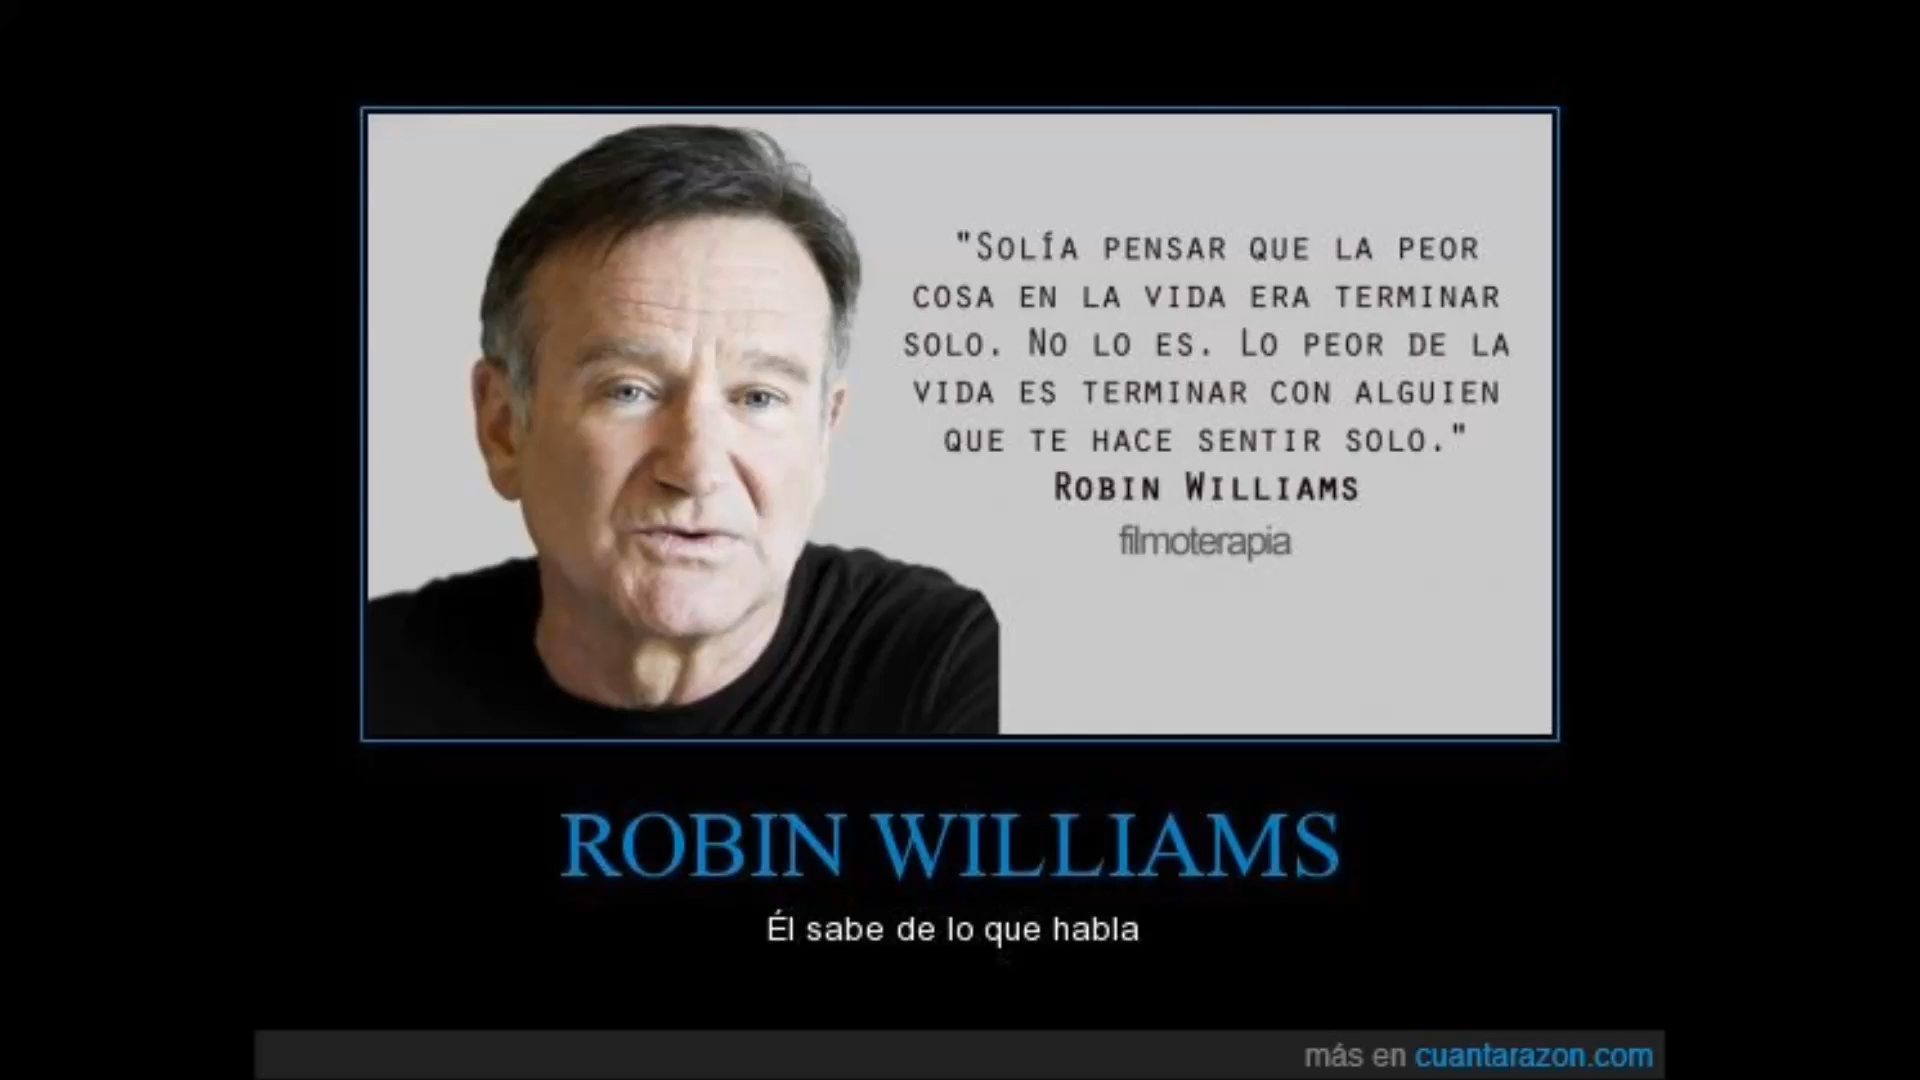 "Solía pensar que la peor
cosa en la vida era terminar
solo. No lo es. Lo peor de la
vida es terminar con alguien
que te hace sentir solo."
Robin Williams
filmoterapia
ROBIN WILLIAMS
Él sabe de lo que habla
más en cuantarazon.com